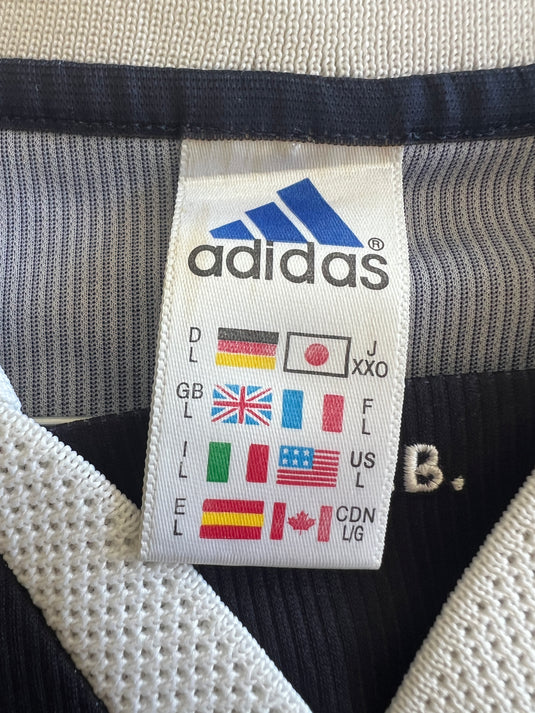 adidas®
D L J XXO
GB L F L
I L US L
E L CDN L/G
B.